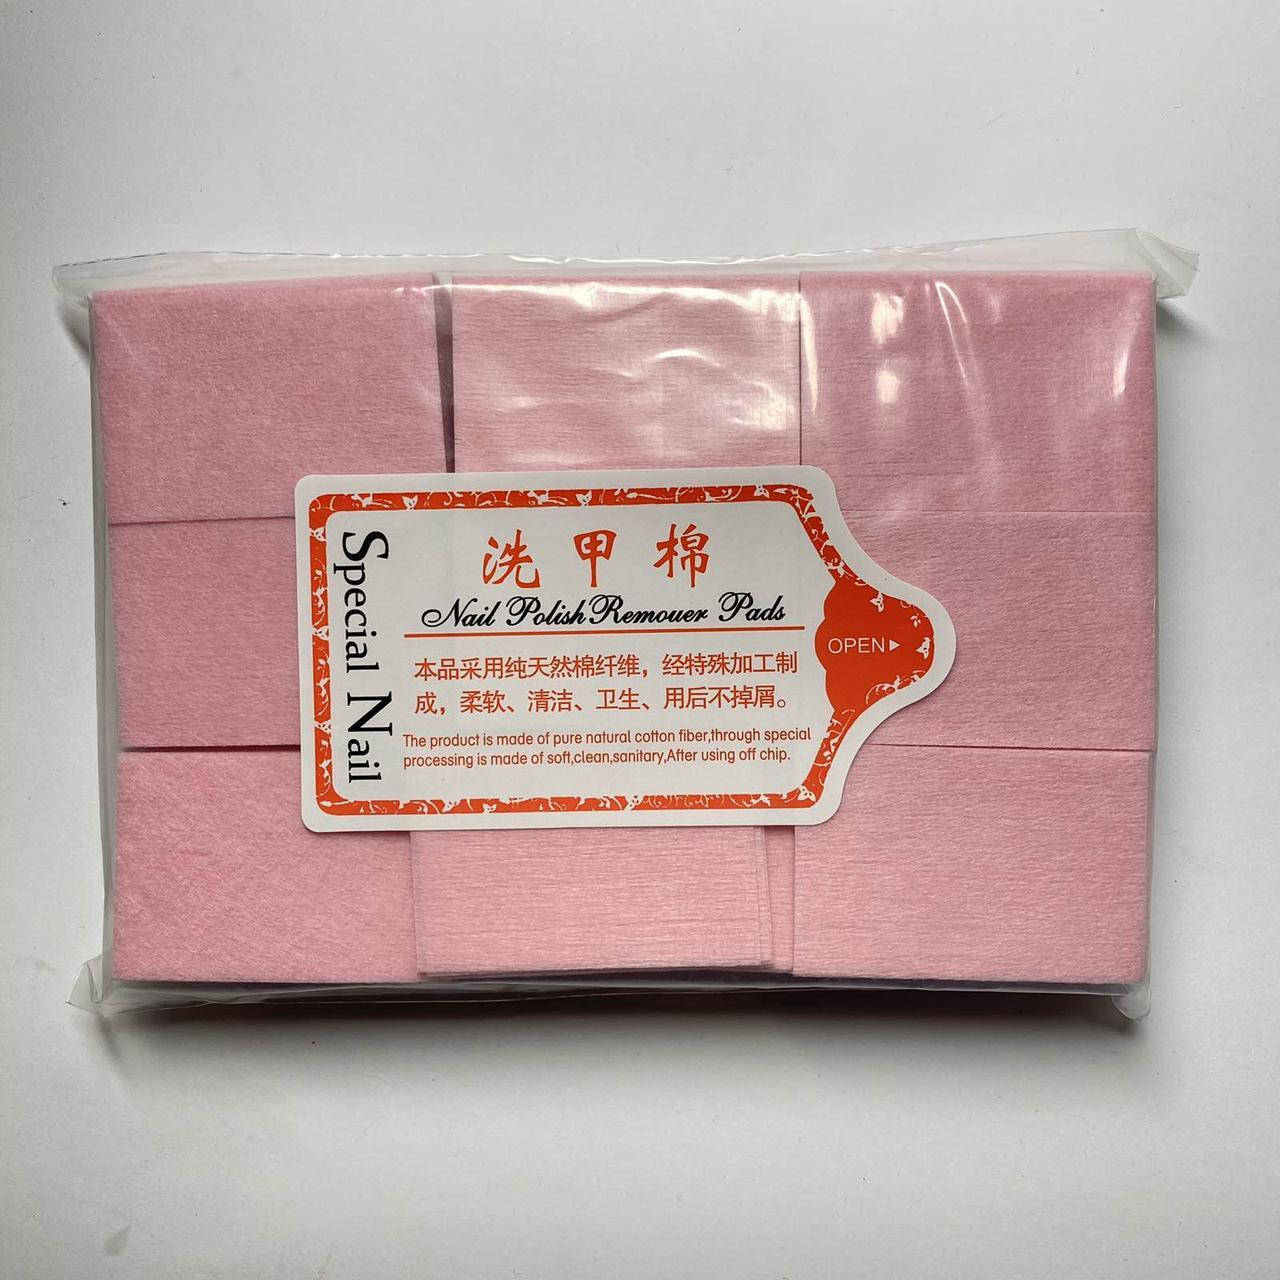 Special Nail
洗甲棉
Nail Polish Remouer Pads
本品采用纯天然棉纤维，经特殊加工制
成，柔软、清洁、卫生、用后不掉屑。
The product is made of pure natural cotton fiber,through special
processing is made of soft,clean,sanitary,After using off chip.
OPEN▶